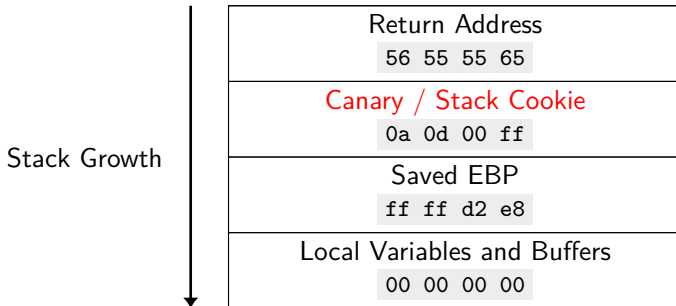 Return Address
56 55 55 65
Canary / Stack Cookie
0a 0d 00 ff
Stack Growth
Saved EBP
ff ff d2 e8
Local Variables and Buffers
00 00 00 00